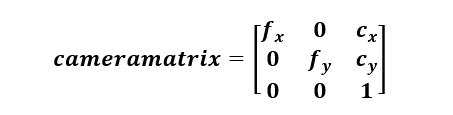 cameramatrix = [f_x 0 c_x
0 f_y c_y
0 0 1]